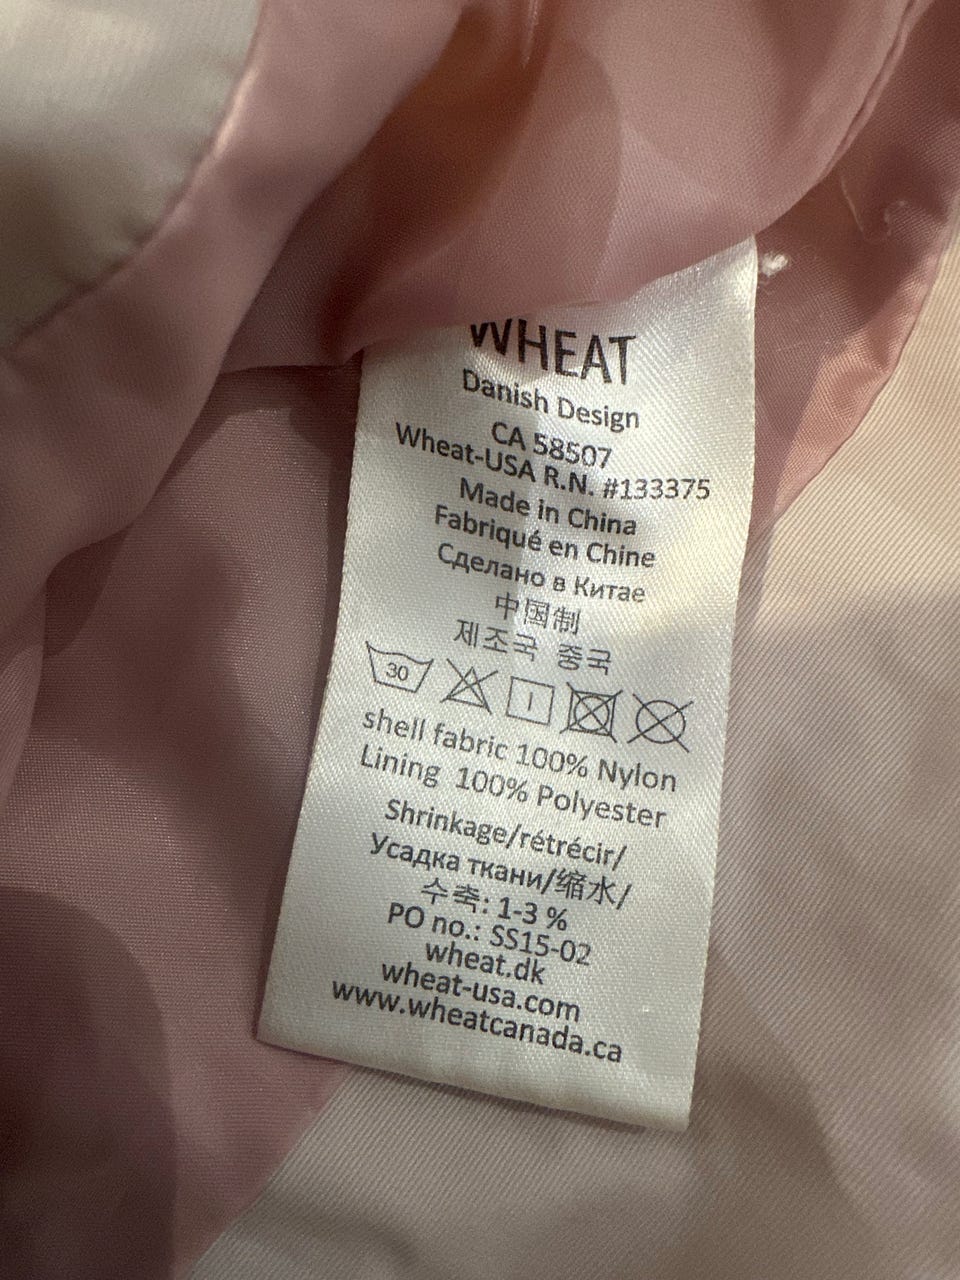 WHEAT
Danish Design
CA 58507
Wheat-USA R.N. #133375
Made in China
Fabriqué en Chine
Сделано в Китае
中国制
제조국 중국
30
shell fabric 100% Nylon
Lining 100% Polyester
Shrinkage/rétrécir/
Усадка ткани/缩水/
수축: 1-3 %
PO no.: SS15-02
wheat.dk
wheat-usa.com
www.wheatcanada.ca